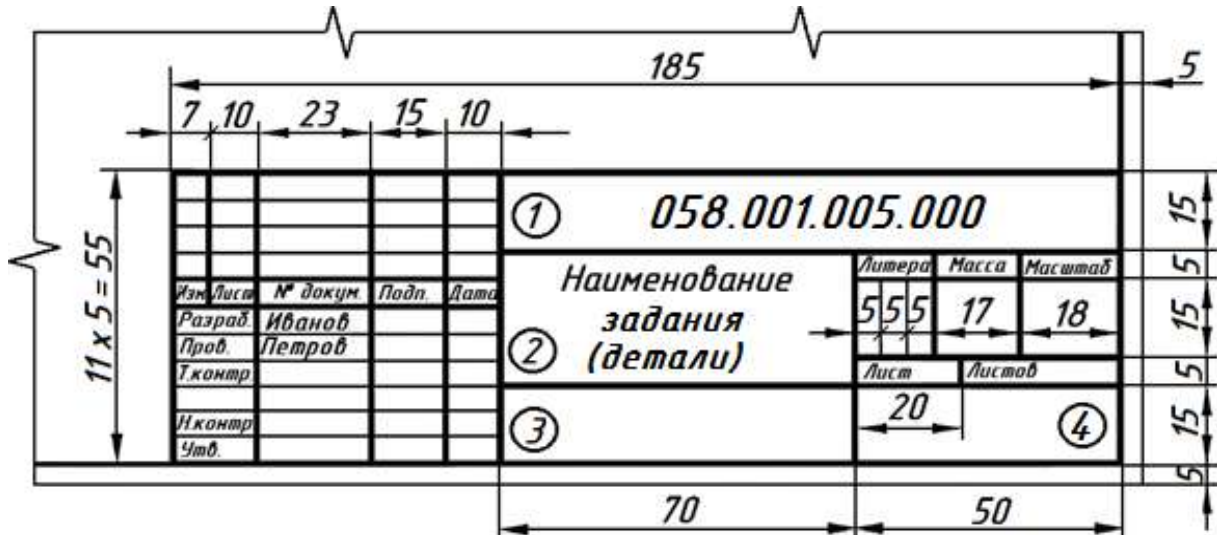 185 5
7 10 23 15 10
① 058.001.005.000 15
Литера Масса Масштаб 5
Наименование
задания
(детали)
5 5 5 17 18 15
②
Изм Лист № докум. Подп. Дата
Разраб. Иванов
Пров. Петров
Т.контр
Н.контр
Утв.
11 x 5 = 55
Лист Листов 5
③ 20 ④ 15
5
70 50